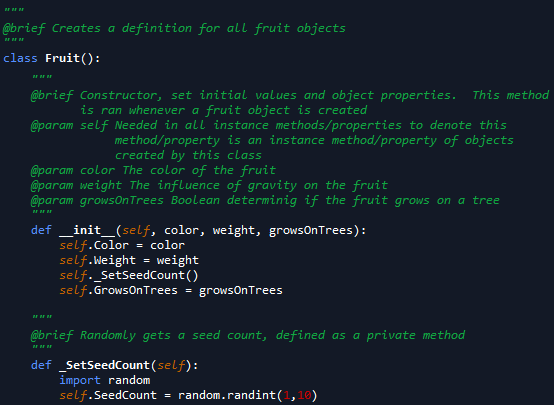 """
@brief Creates a definition for all fruit objects
"""
class Fruit():
"""
@brief Constructor, set initial values and object properties.  This method
is ran whenever a fruit object is created
@param self Needed in all instance methods/properties to denote this
method/property is an instance method/property of objects
created by this class
@param color The color of the fruit
@param weight The influence of gravity on the fruit
@param growsOnTrees Boolean determinig if the fruit grows on a tree
"""
def __init__(self, color, weight, growsOnTrees):
self.Color = color
self.Weight = weight
self._SetSeedCount()
self.GrowsOnTrees = growsOnTrees
"""
@brief Randomly gets a seed count, defined as a private method
"""
def _SetSeedCount(self):
import random
self.SeedCount = random.randint(1,10)